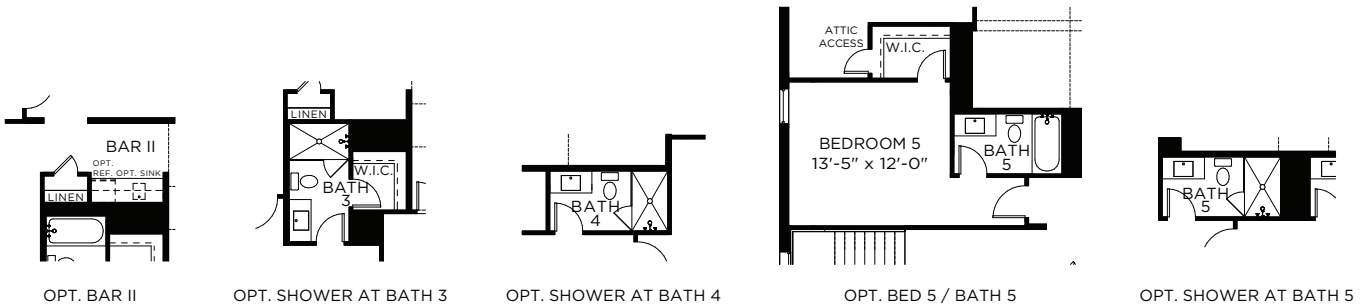 BAR II
OPT.
REF. OPT. SINK
LINEN
OPT. BAR II
LINEN
W.I.C.
BATH
3
OPT. SHOWER AT BATH 3
BATH
4
OPT. SHOWER AT BATH 4
ATTIC
ACCESS
W.I.C.
BEDROOM 5
13'-5" x 12'-0"
BATH
5
OPT. BED 5 / BATH 5
BATH
5
OPT. SHOWER AT BATH 5